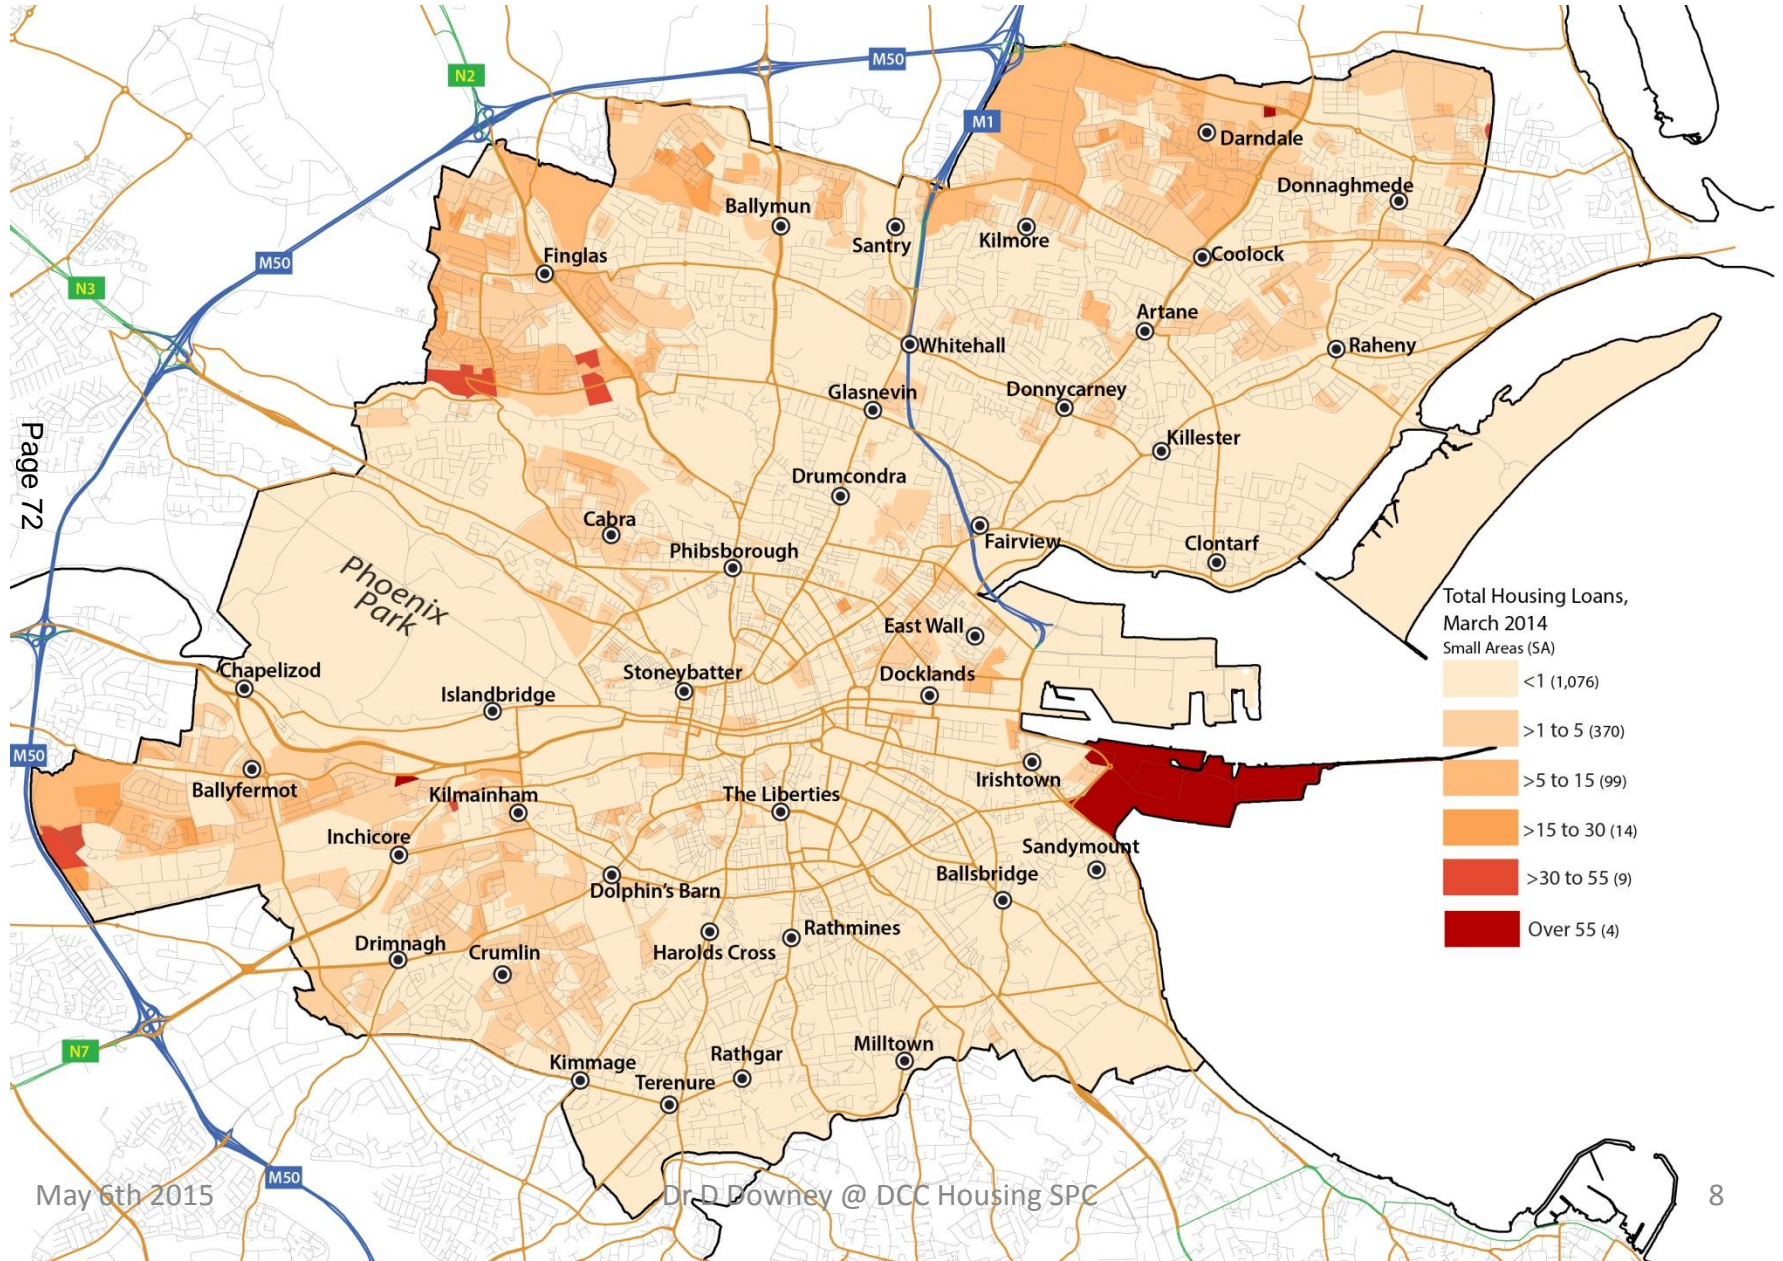 M50
N2
M1
Darndale
Donnaghmede
Ballymun
Santry
Kilmore
Coolock
Finglas
M50
N3
Artane
Whitehall
Raheny
Glasnevin
Donnycarney
Killester
Page 72
Drumcondra
Cabra
Phibsborough
Fairview
Clontarf
Phoenix
Park
East Wall
Chapelizod
Islandbridge
Stoneybatter
Docklands
M50
Ballyfermot
Kilmainham
The Liberties
Irishtown
Inchicore
Sandymount
Dolphin's Barn
Ballsbridge
Drimnagh
Crumlin
Harolds Cross
Rathmines
N7
Kimmage
Terenure
Rathgar
Milltown
M50
Total Housing Loans,
March 2014
Small Areas (SA)
<1 (1,076)
>1 to 5 (370)
>5 to 15 (99)
>15 to 30 (14)
>30 to 55 (9)
Over 55 (4)
May 6th 2015
Dr D Downey @ DCC Housing SPC
8